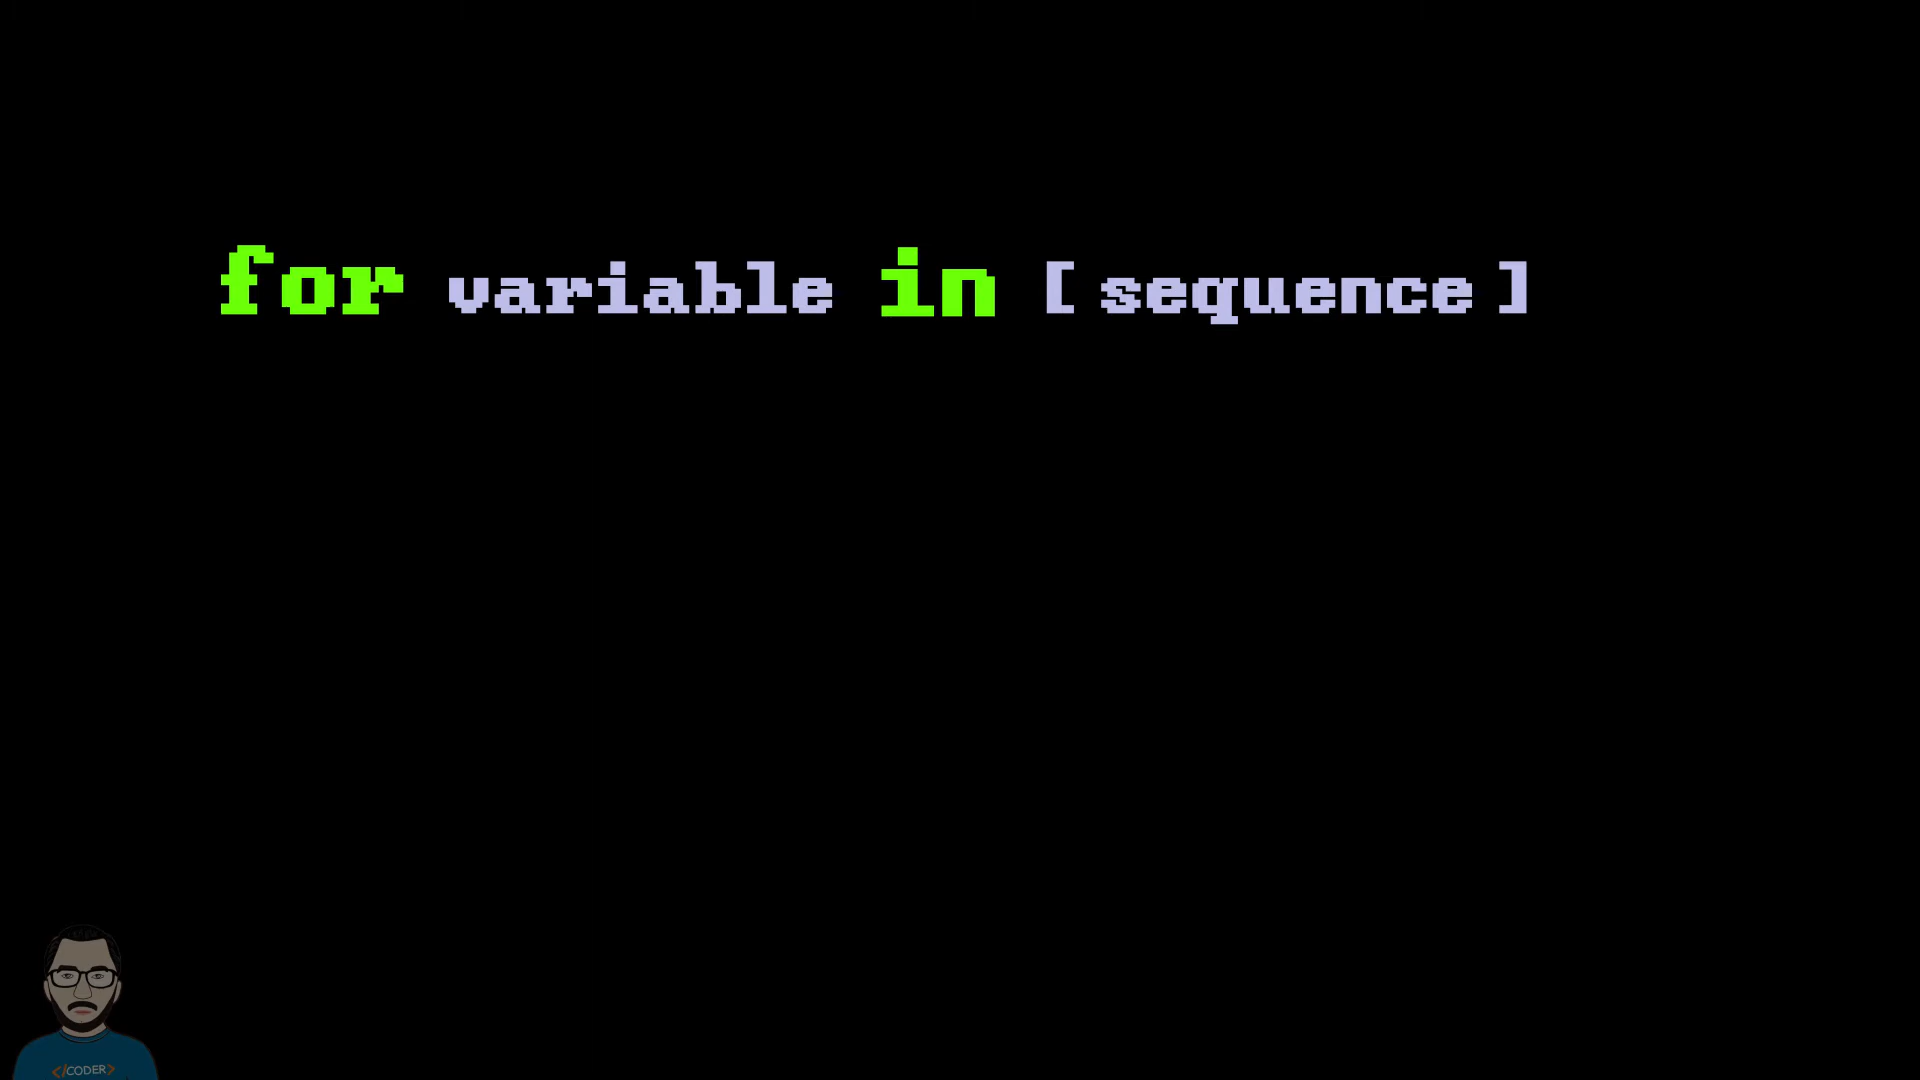 for variable in [ sequence ]
</CODER>